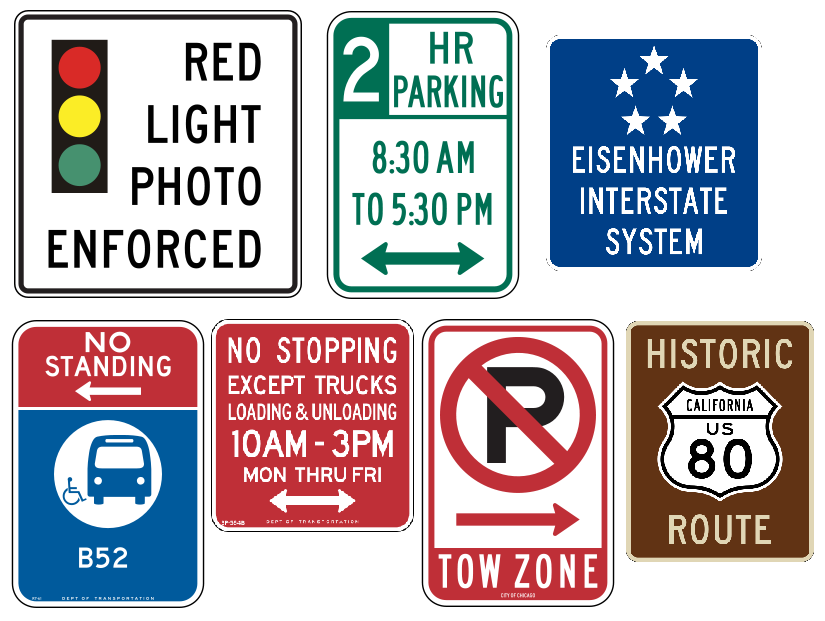 RED
LIGHT
PHOTO
ENFORCED
2 HR
PARKING
8:30 AM
TO 5:30 PM
EISENHOWER
INTERSTATE
SYSTEM
NO
STANDING
B52
DEPT OF TRANSPORTATION
NO STOPPING
EXCEPT TRUCKS
LOADING & UNLOADING
10AM - 3PM
MON THRU FRI
DEPT OF TRANSPORTATION
P
TOW ZONE
CITY OF CHICAGO
HISTORIC
CALIFORNIA
US
80
ROUTE